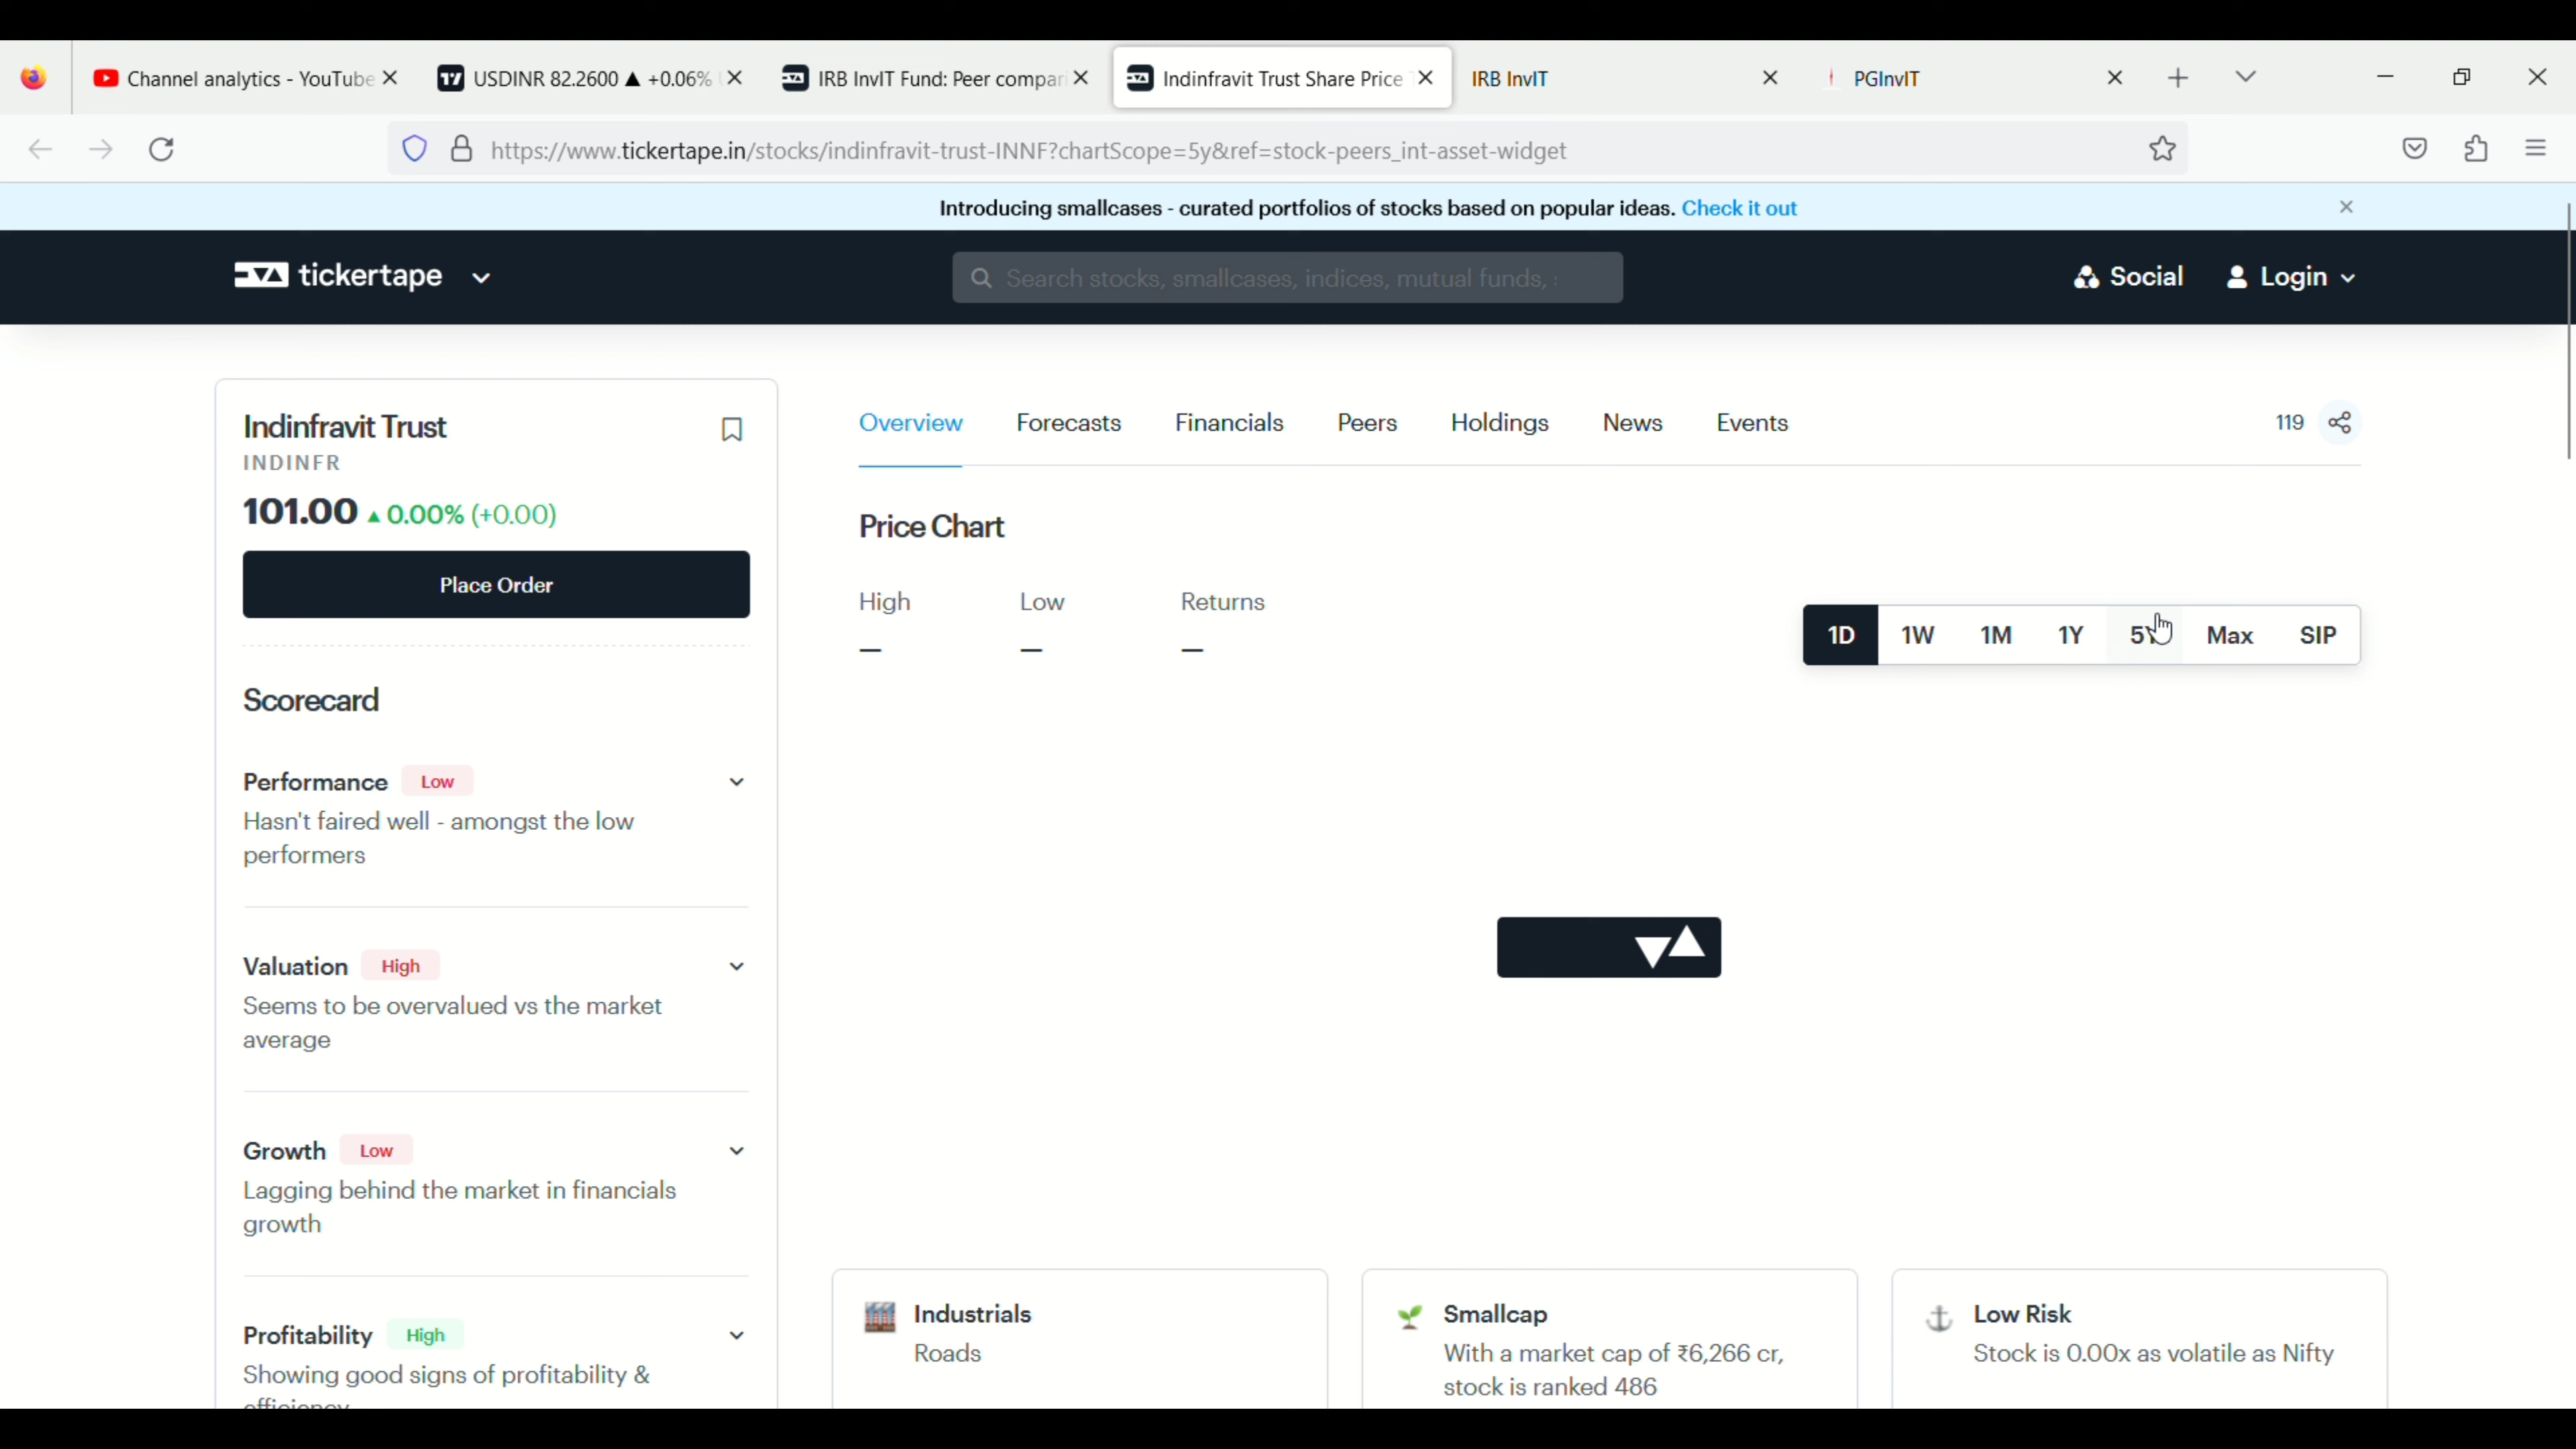 Channel analytics - YouTube
USDINR 82.2600 ▲ +0.06%
IRB InvIT Fund: Peer compari
Indinfravit Trust Share Price
IRB InvIT
PGInvIT
https://www.tickertape.in/stocks/indinfravit-trust-INNF?chartScope=5y&ref=stock-peers_int-asset-widget
Introducing smallcases - curated portfolios of stocks based on popular ideas. Check it out
tickertape
Search stocks, smallcases, indices, mutual funds,
Social
Login
Indinfravit Trust
INDINFR
101.00 ▲ 0.00% (+0.00)
Place Order
Scorecard
Performance Low
Hasn't faired well - amongst the low
performers
Valuation High
Seems to be overvalued vs the market
average
Growth Low
Lagging behind the market in financials
growth
Profitability High
Showing good signs of profitability &
efficiency
Overview Forecasts Financials Peers Holdings News Events
119
Price Chart
High Low Returns
— — —
1D 1W 1M 1Y 5Y Max SIP
Industrials
Roads
Smallcap
With a market cap of ₹6,266 cr,
stock is ranked 486
Low Risk
Stock is 0.00x as volatile as Nifty